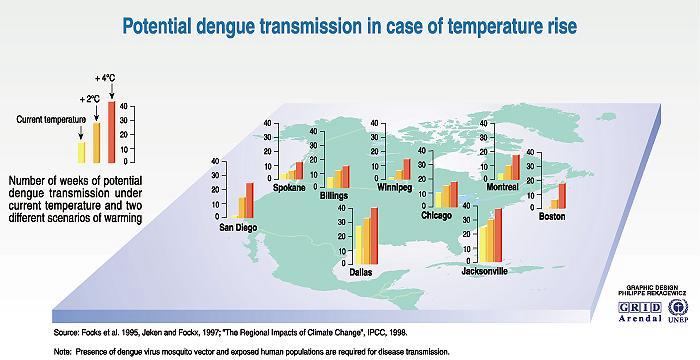 Potential dengue transmission in case of temperature rise
+ 4°C
+ 2°C
Current temperature
40
30
20
10
0
Number of weeks of potential
dengue transmission under
current temperature and two
different scenarios of warming
40
30
20
10
0
San Diego
40
30
20
10
0
Spokane
40
30
20
10
0
Billings
40
30
20
10
0
Winnipeg
40
30
20
10
0
Chicago
40
30
20
10
0
Montreal
40
30
20
10
0
Boston
40
30
20
10
0
Dallas
40
30
20
10
0
Jacksonville
GRAPHIC DESIGN
PHILIPPE REKACEWICZ
GRID
Arendal
UNEP
Source: Focks et al. 1995, Jeken and Fockx, 1997; "The Regional Impacts of Climate Change", IPCC, 1998.
Note: Presence of dengue virus mosquito vector and exposed human populations are required for disease transmission.